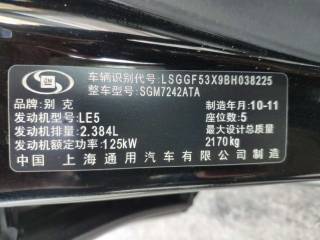 GM
车辆识别代号:LSGGF53X9BH038225
整车型号:SGM7242ATA
品牌:别 克 制造年月:10-11
发动机型号:LE5 座位数:5
发动机排量:2.384L 最大设计总质量:
发动机额定功率:125kW 2170kg
中国 上海通用汽车有限公司制造